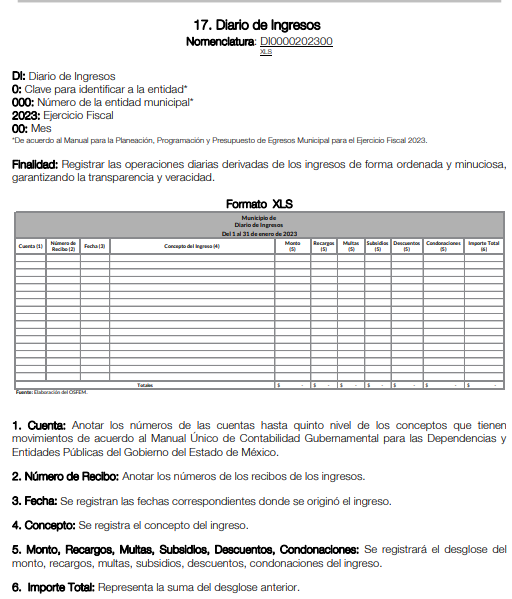 17. Diario de Ingresos
Nomenclatura: DI0000202300
XLS
DI: Diario de Ingresos
0: Clave para identificar a la entidad*
000: Número de la entidad municipal*
2023: Ejercicio Fiscal
00: Mes
*De acuerdo al Manual para la Planeación, Programación y Presupuesto de Egresos Municipal para el Ejercicio Fiscal 2023.
Finalidad: Registrar las operaciones diarias derivadas de los ingresos de forma ordenada y minuciosa,
garantizando la transparencia y veracidad.
Formato XLS
Municipio de
Diario de Ingresos
Del 1 al 31 de enero de 2023
Cuenta (1) Número de Recibo (2) Fecha (3) Concepto del Ingreso (4) Monto (5) Recargos (5) Multas (5) Subsidios (5) Descuentos (5) Condonaciones (5) Importe Total (6)
Totales $ - $ - $ - $ - $ - $ - $ -
Fuente: Elaboración del OSFEM.
1. Cuenta: Anotar los números de las cuentas hasta quinto nivel de los conceptos que tienen
movimientos de acuerdo al Manual Único de Contabilidad Gubernamental para las Dependencias y
Entidades Públicas del Gobierno del Estado de México.
2. Número de Recibo: Anotar los números de los recibos de los ingresos.
3. Fecha: Se registran las fechas correspondientes donde se originó el ingreso.
4. Concepto: Se registra el concepto del ingreso.
5. Monto, Recargos, Multas, Subsidios, Descuentos, Condonaciones: Se registrará el desglose del
monto, recargos, multas, subsidios, descuentos, condonaciones del ingreso.
6. Importe Total: Representa la suma del desglose anterior.